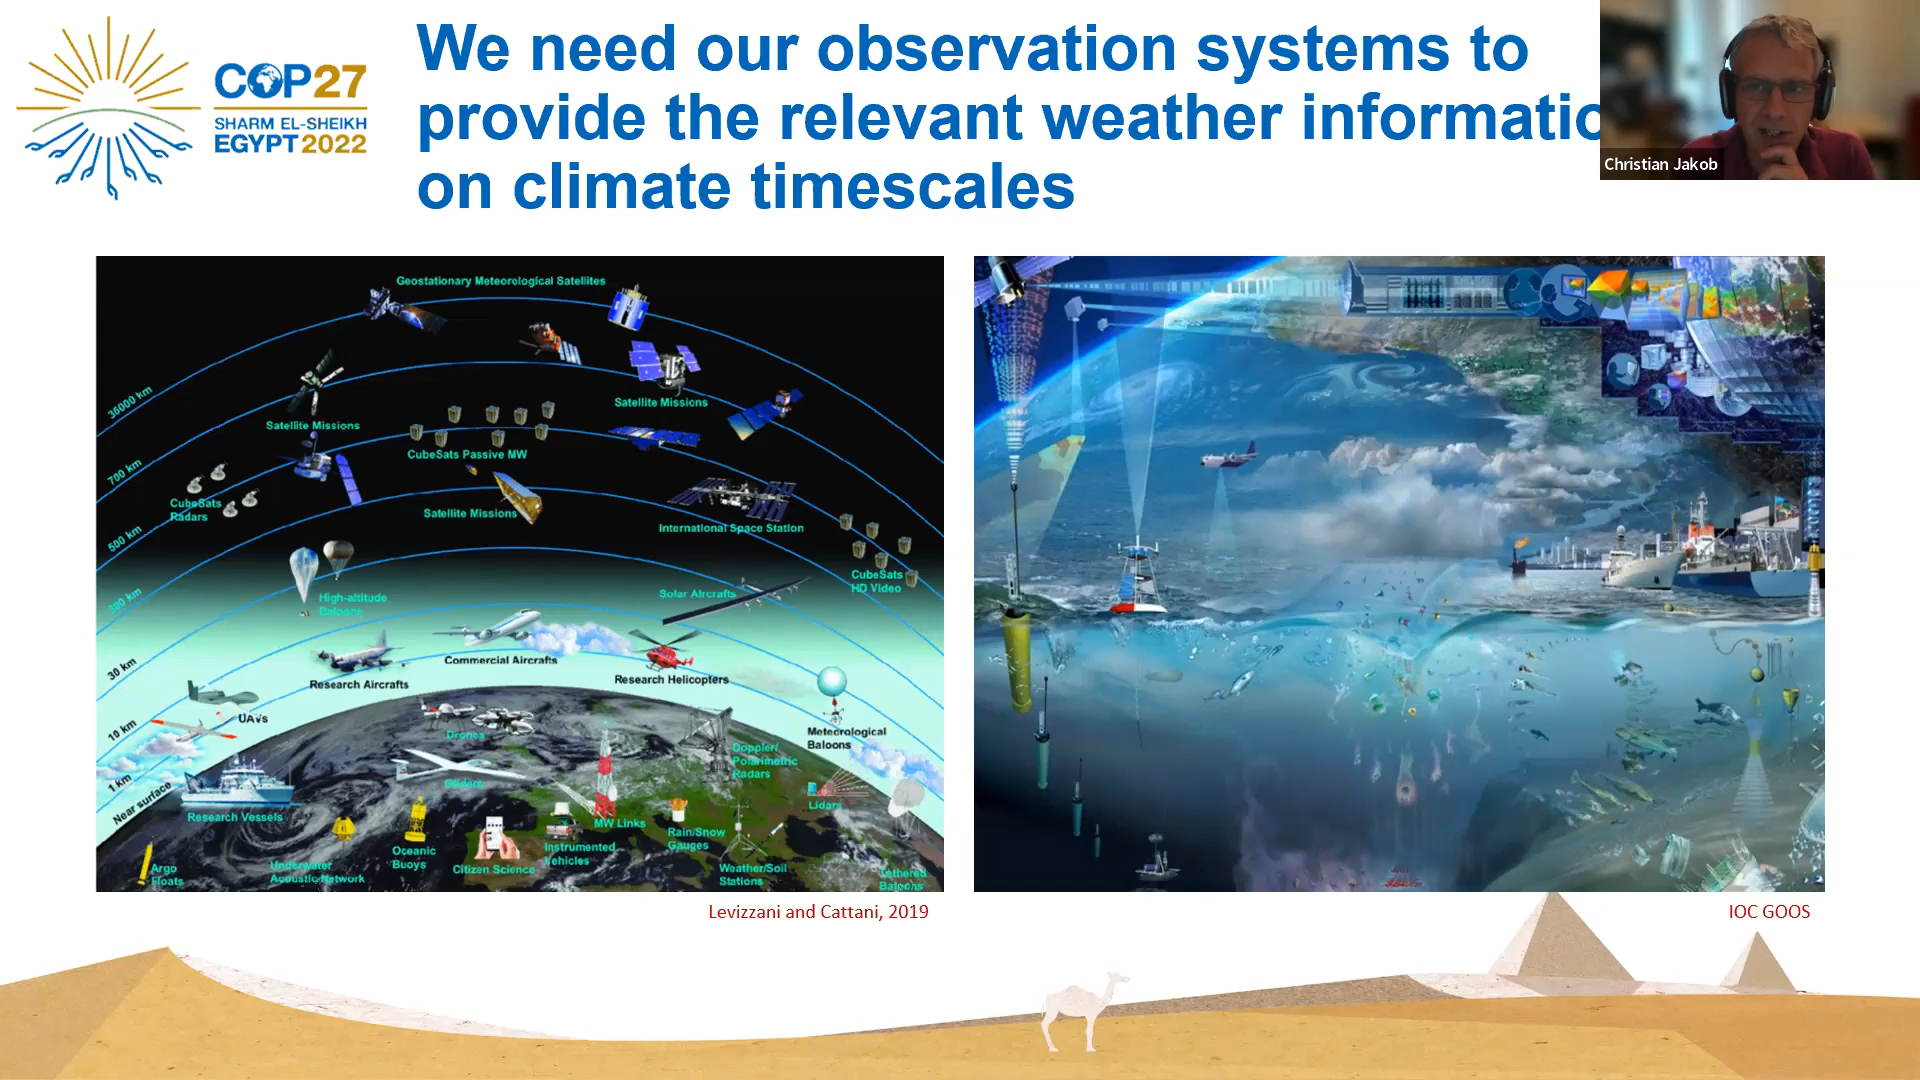 COP27
SHARM EL-SHEIKH
EGYPT 2022
We need our observation systems to
provide the relevant weather informatio
on climate timescales
Christian Jakob
Geostationary Meteorological Satellites
36000 km
Satellite Missions
Satellite Missions
CubeSats Passive MW
700 km
CubeSats
Radars
Satellite Missions
International Space Station
500 km
CubeSats
HD Video
High-altitude
Baloons
Solar Aircrafts
300 km
Commercial Aircrafts
Research Aircrafts
Research Helicopters
30 km
UAVs
Drones
Meteorological
Baloons
10 km
Doppler/
Polarimetric
Radars
Gliders
1 km
Near surface
Research Vessels
MW Links
Lidars
Rain/Snow
Gauges
Oceanic
Buoys
Instrumented
Vehicles
Citizen Science
Argo
Floats
Underwater
Acoustic Network
Weather/Soil
Stations
Tethered
Baloons
Levizzani and Cattani, 2019
IOC GOOS